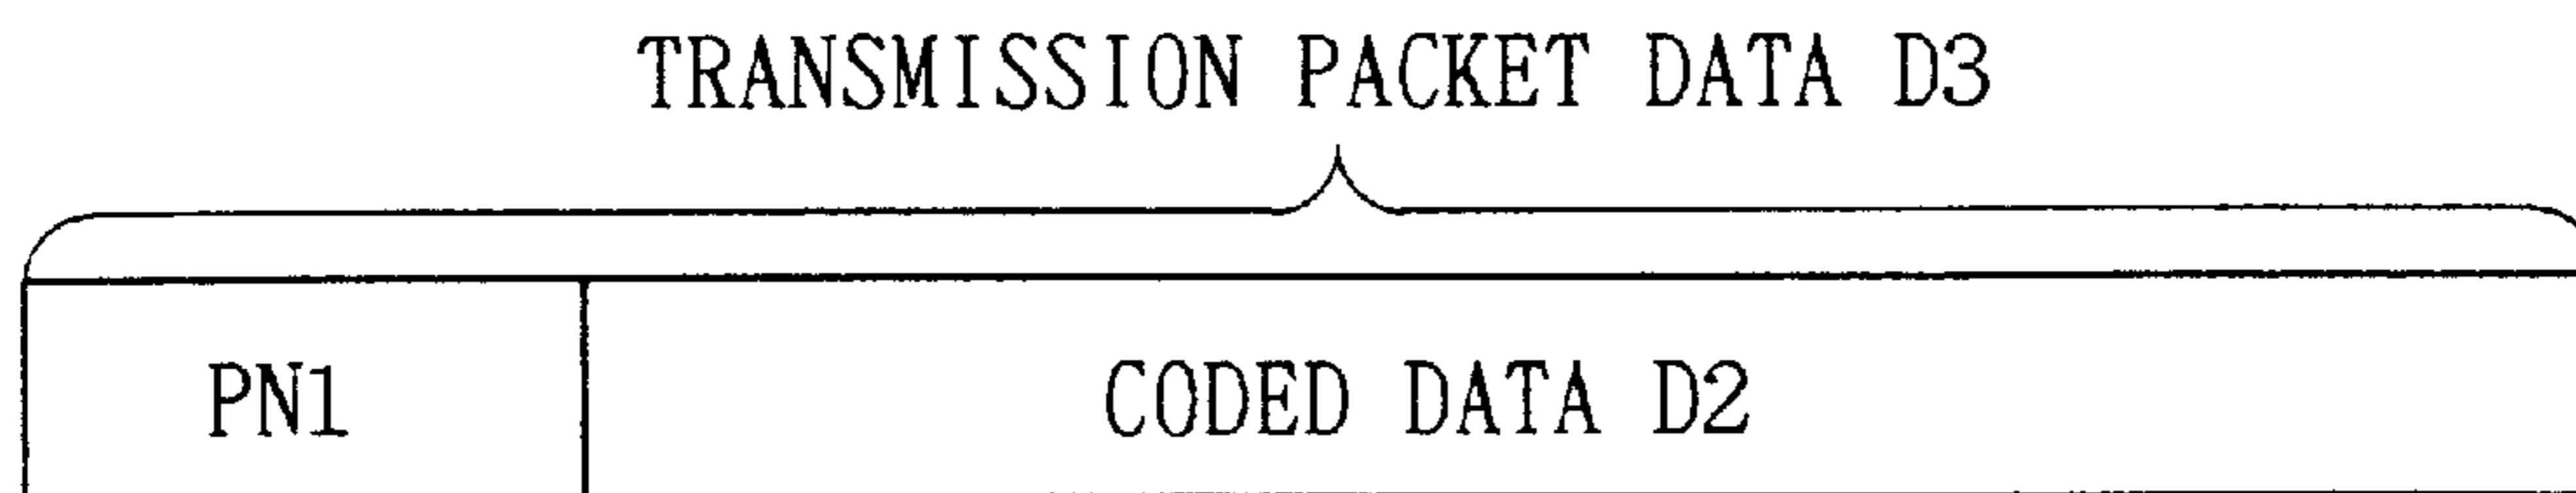 TRANSMISSION PACKET DATA D3
PN1 CODED DATA D2